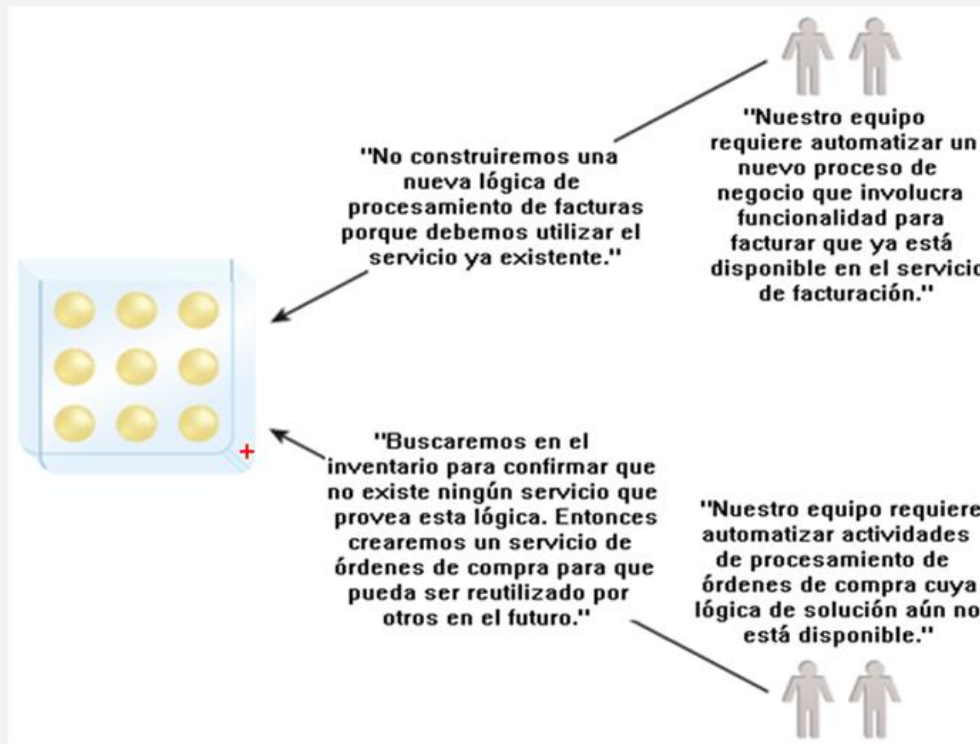 "Nuestro equipo
requiere automatizar un
nuevo proceso de
negocio que involucra
funcionalidad para
facturar que ya está
disponible en el servicio
de facturación."
"No construiremos una
nueva lógica de
procesamiento de facturas
porque debemos utilizar el
servicio ya existente."
"Buscaremos en el
inventario para confirmar que
no existe ningún servicio que
provea esta lógica. Entonces
crearemos un servicio de
órdenes de compra para que
pueda ser reutilizado por
otros en el futuro."
"Nuestro equipo requiere
automatizar actividades
de procesamiento de
órdenes de compra cuya
lógica de solución aún no
está disponible."